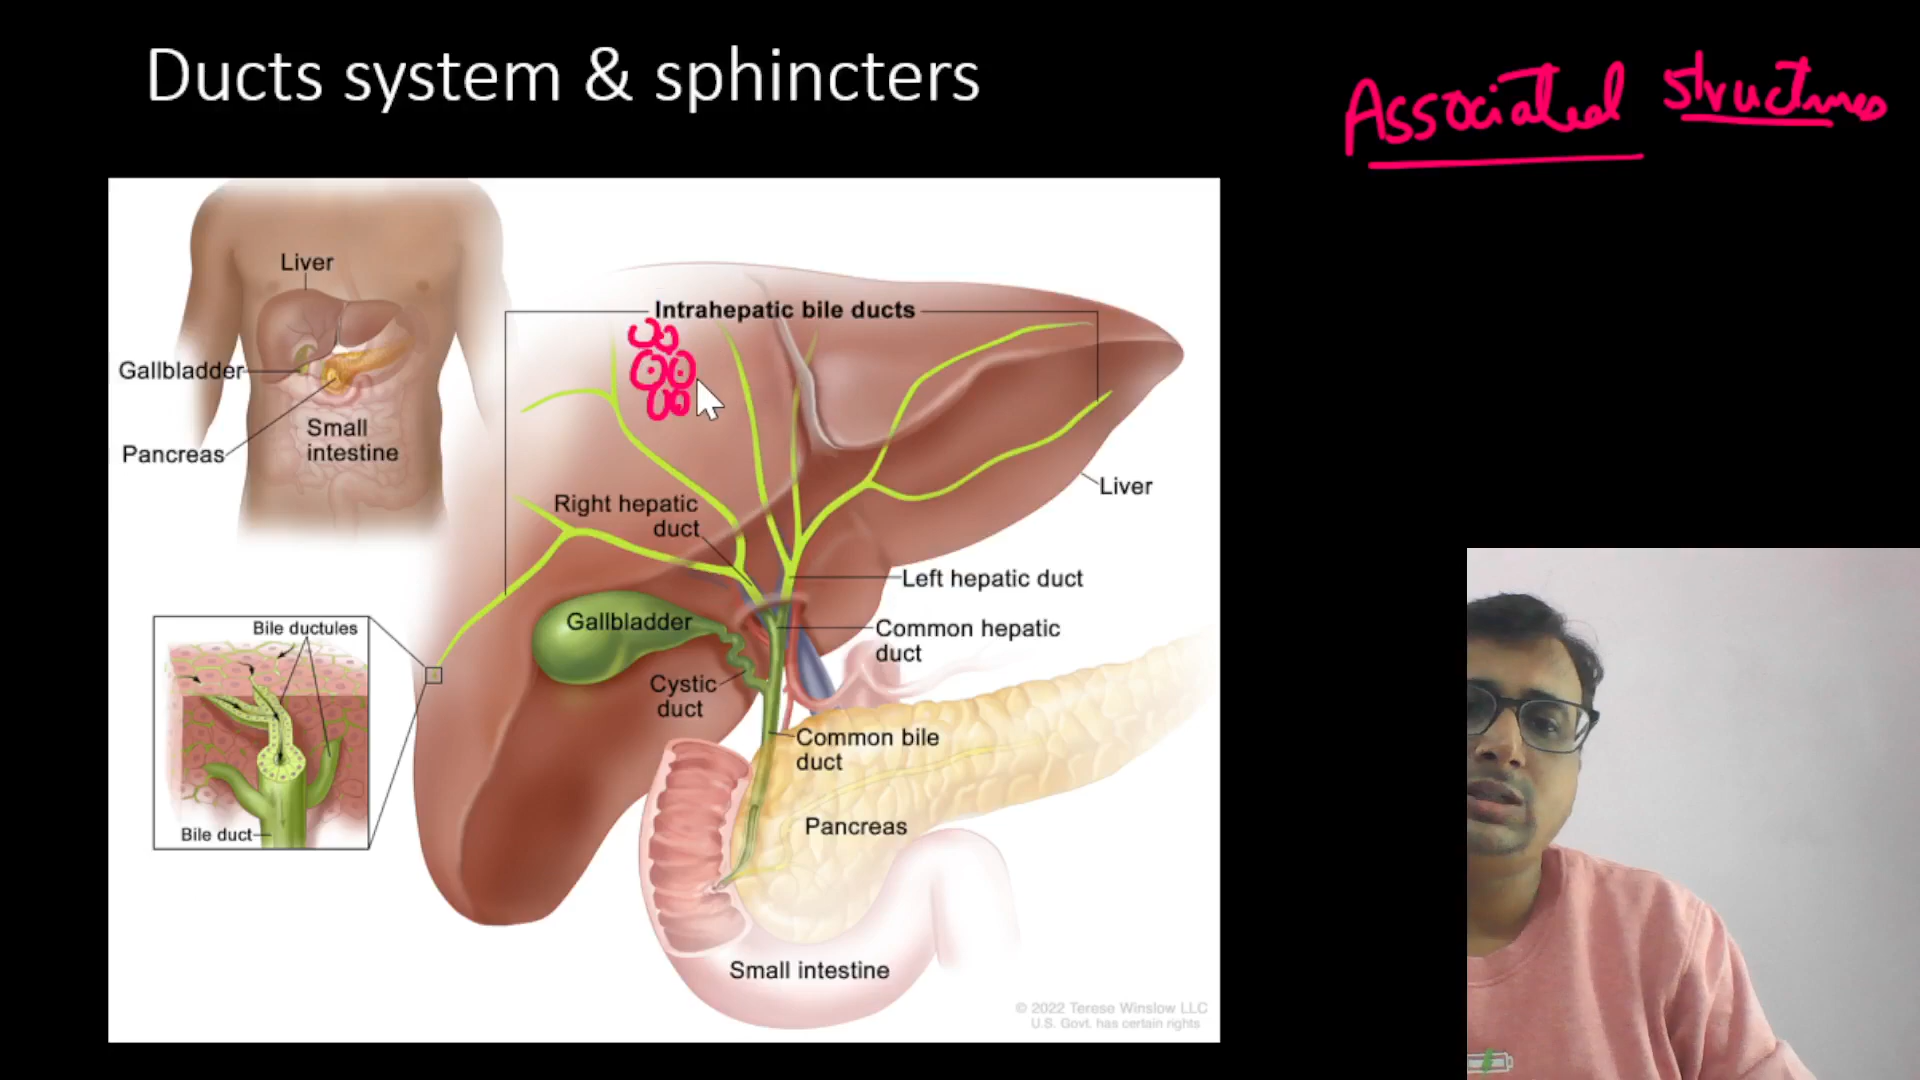 Ducts system & sphincters
Associated structures
Liver
Gallbladder
Pancreas
Small
intestine
Intrahepatic bile ducts
Right hepatic
duct
Liver
Left hepatic duct
Gallbladder
Common hepatic
duct
Cystic
duct
Common bile
duct
Pancreas
Bile ductules
Bile duct
Small intestine
© 2022 Terese Winslow LLC
U.S. Govt. has certain rights